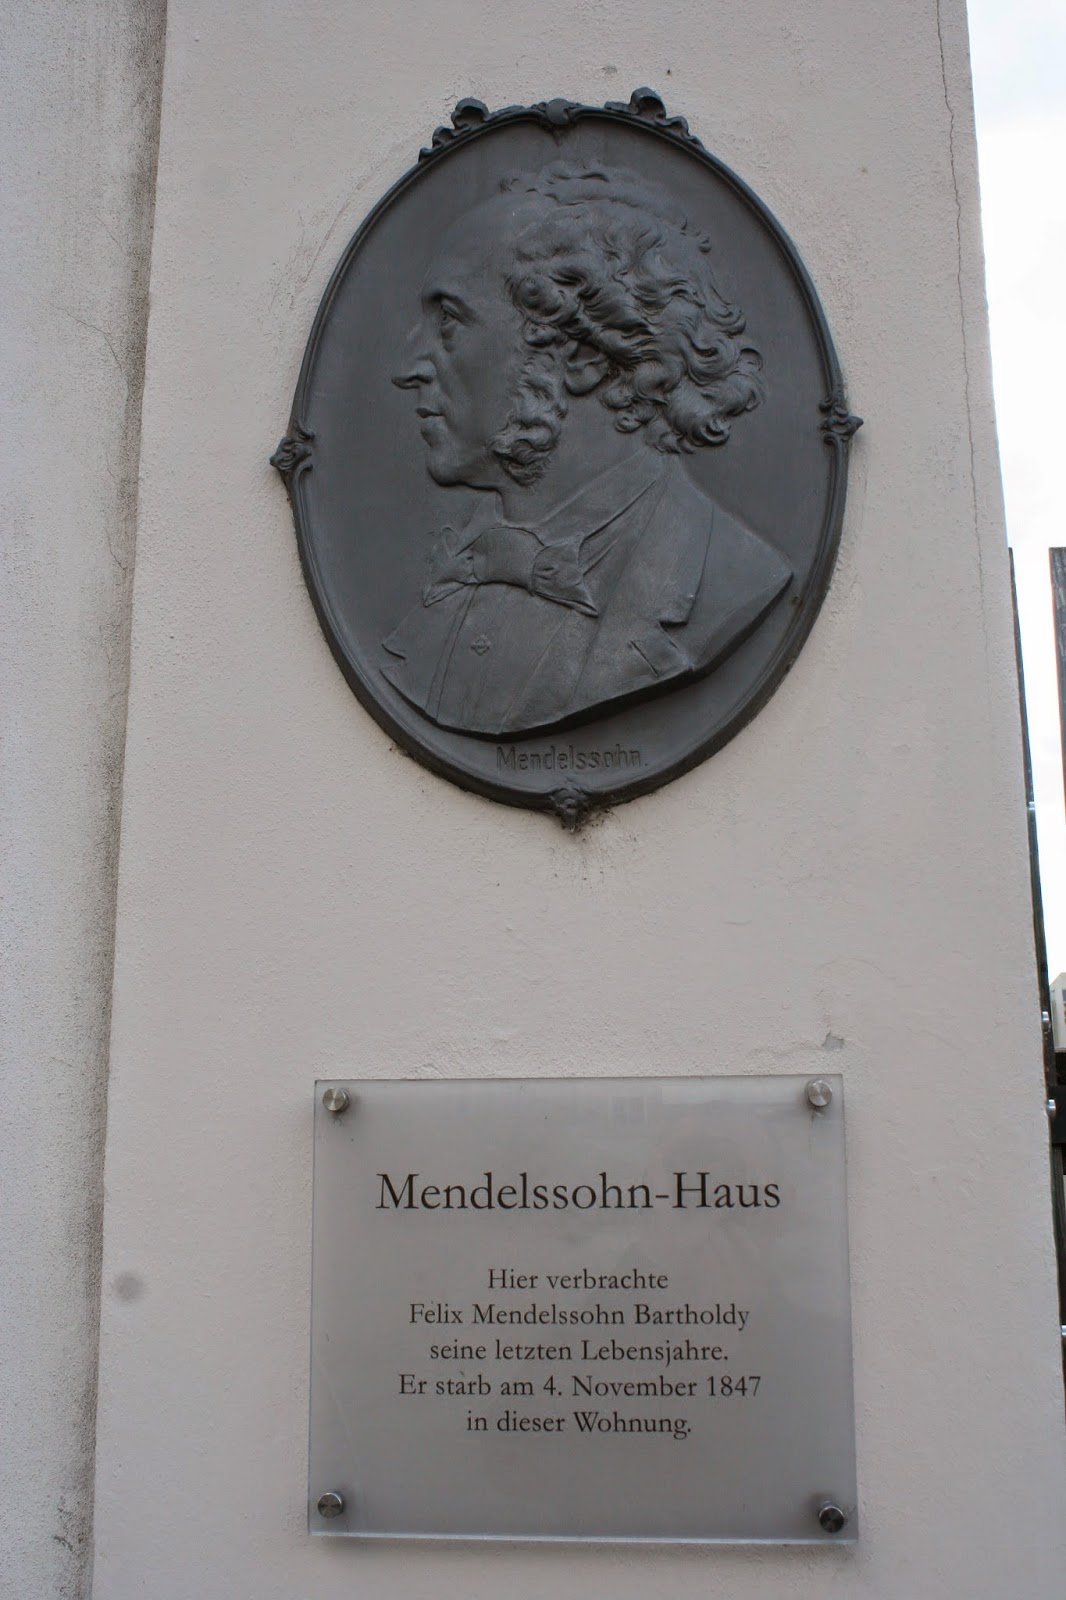 Mendelssohn.
Mendelssohn-Haus
Hier verbrachte
Felix Mendelssohn Bartholdy
seine letzten Lebensjahre.
Er starb am 4. November 1847
in dieser Wohnung.